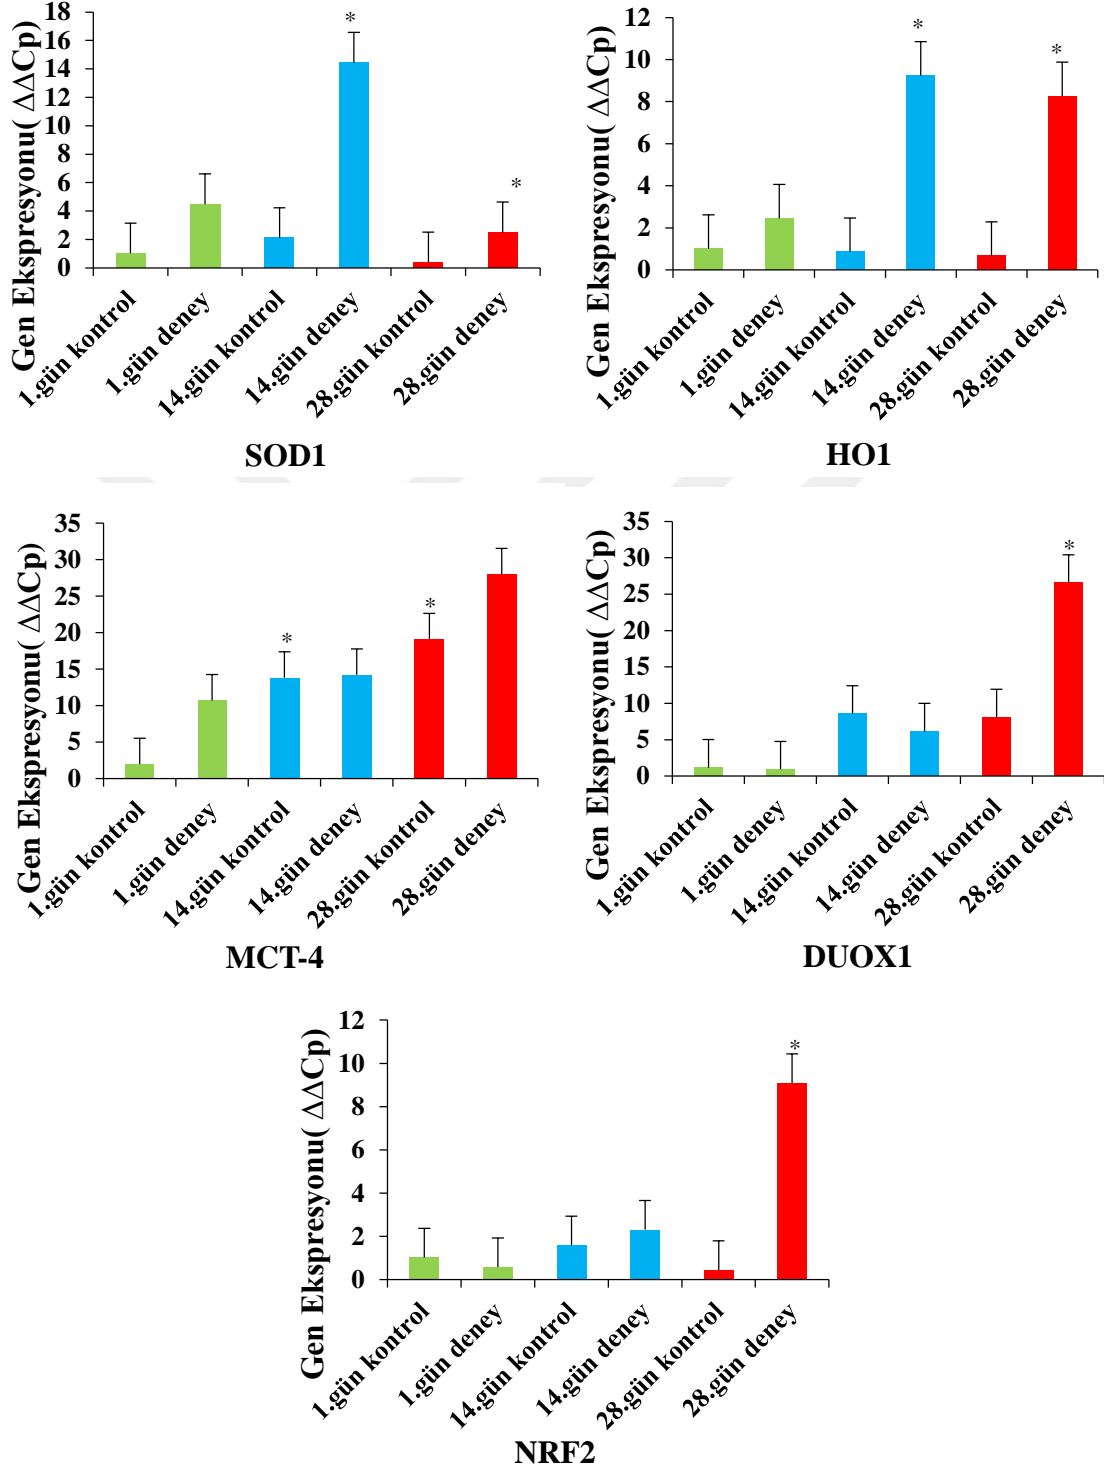 Gen Ekspresyonu( ΔΔCp)
18
16
14
12
10
8
6
4
2
0
*
*
1.gün kontrol
1.gün deney
14.gün kontrol
14.gün deney
28.gün kontrol
28.gün deney
SOD1
Gen Ekspresyonu( ΔΔCp)
12
10
8
6
4
2
0
*
*
1.gün kontrol
1.gün deney
14.gün kontrol
14.gün deney
28.gün kontrol
28.gün deney
HO1
Gen Ekspresyonu( ΔΔCp)
35
30
25
20
15
10
5
0
*
*
1.gün kontrol
1.gün deney
14.gün kontrol
14.gün deney
28.gün kontrol
28.gün deney
MCT-4
Gen Ekspresyonu( ΔΔCp)
35
30
25
20
15
10
5
0
*
1.gün kontrol
1.gün deney
14.gün kontrol
14.gün deney
28.gün kontrol
28.gün deney
DUOX1
Gen Ekspresyonu( ΔΔCp)
12
10
8
6
4
2
0
*
1.gün kontrol
1.gün deney
14.gün kontrol
14.gün deney
28.gün kontrol
28.gün deney
NRF2